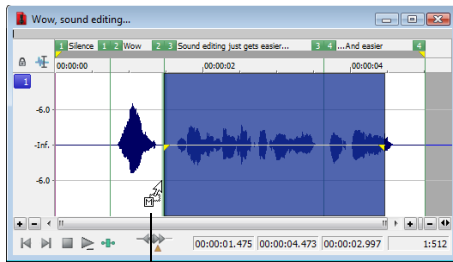 Wow, sound editing...
1 Silence 1 2 Wow 2 3 Sound editing just gets easier... 3 4 ...And easier 4
00:00:00 00:00:02 00:00:04
1
-6.0
-Inf.
-6.0
M
00:00:01.475 00:00:04.473 00:00:02.997 1:512